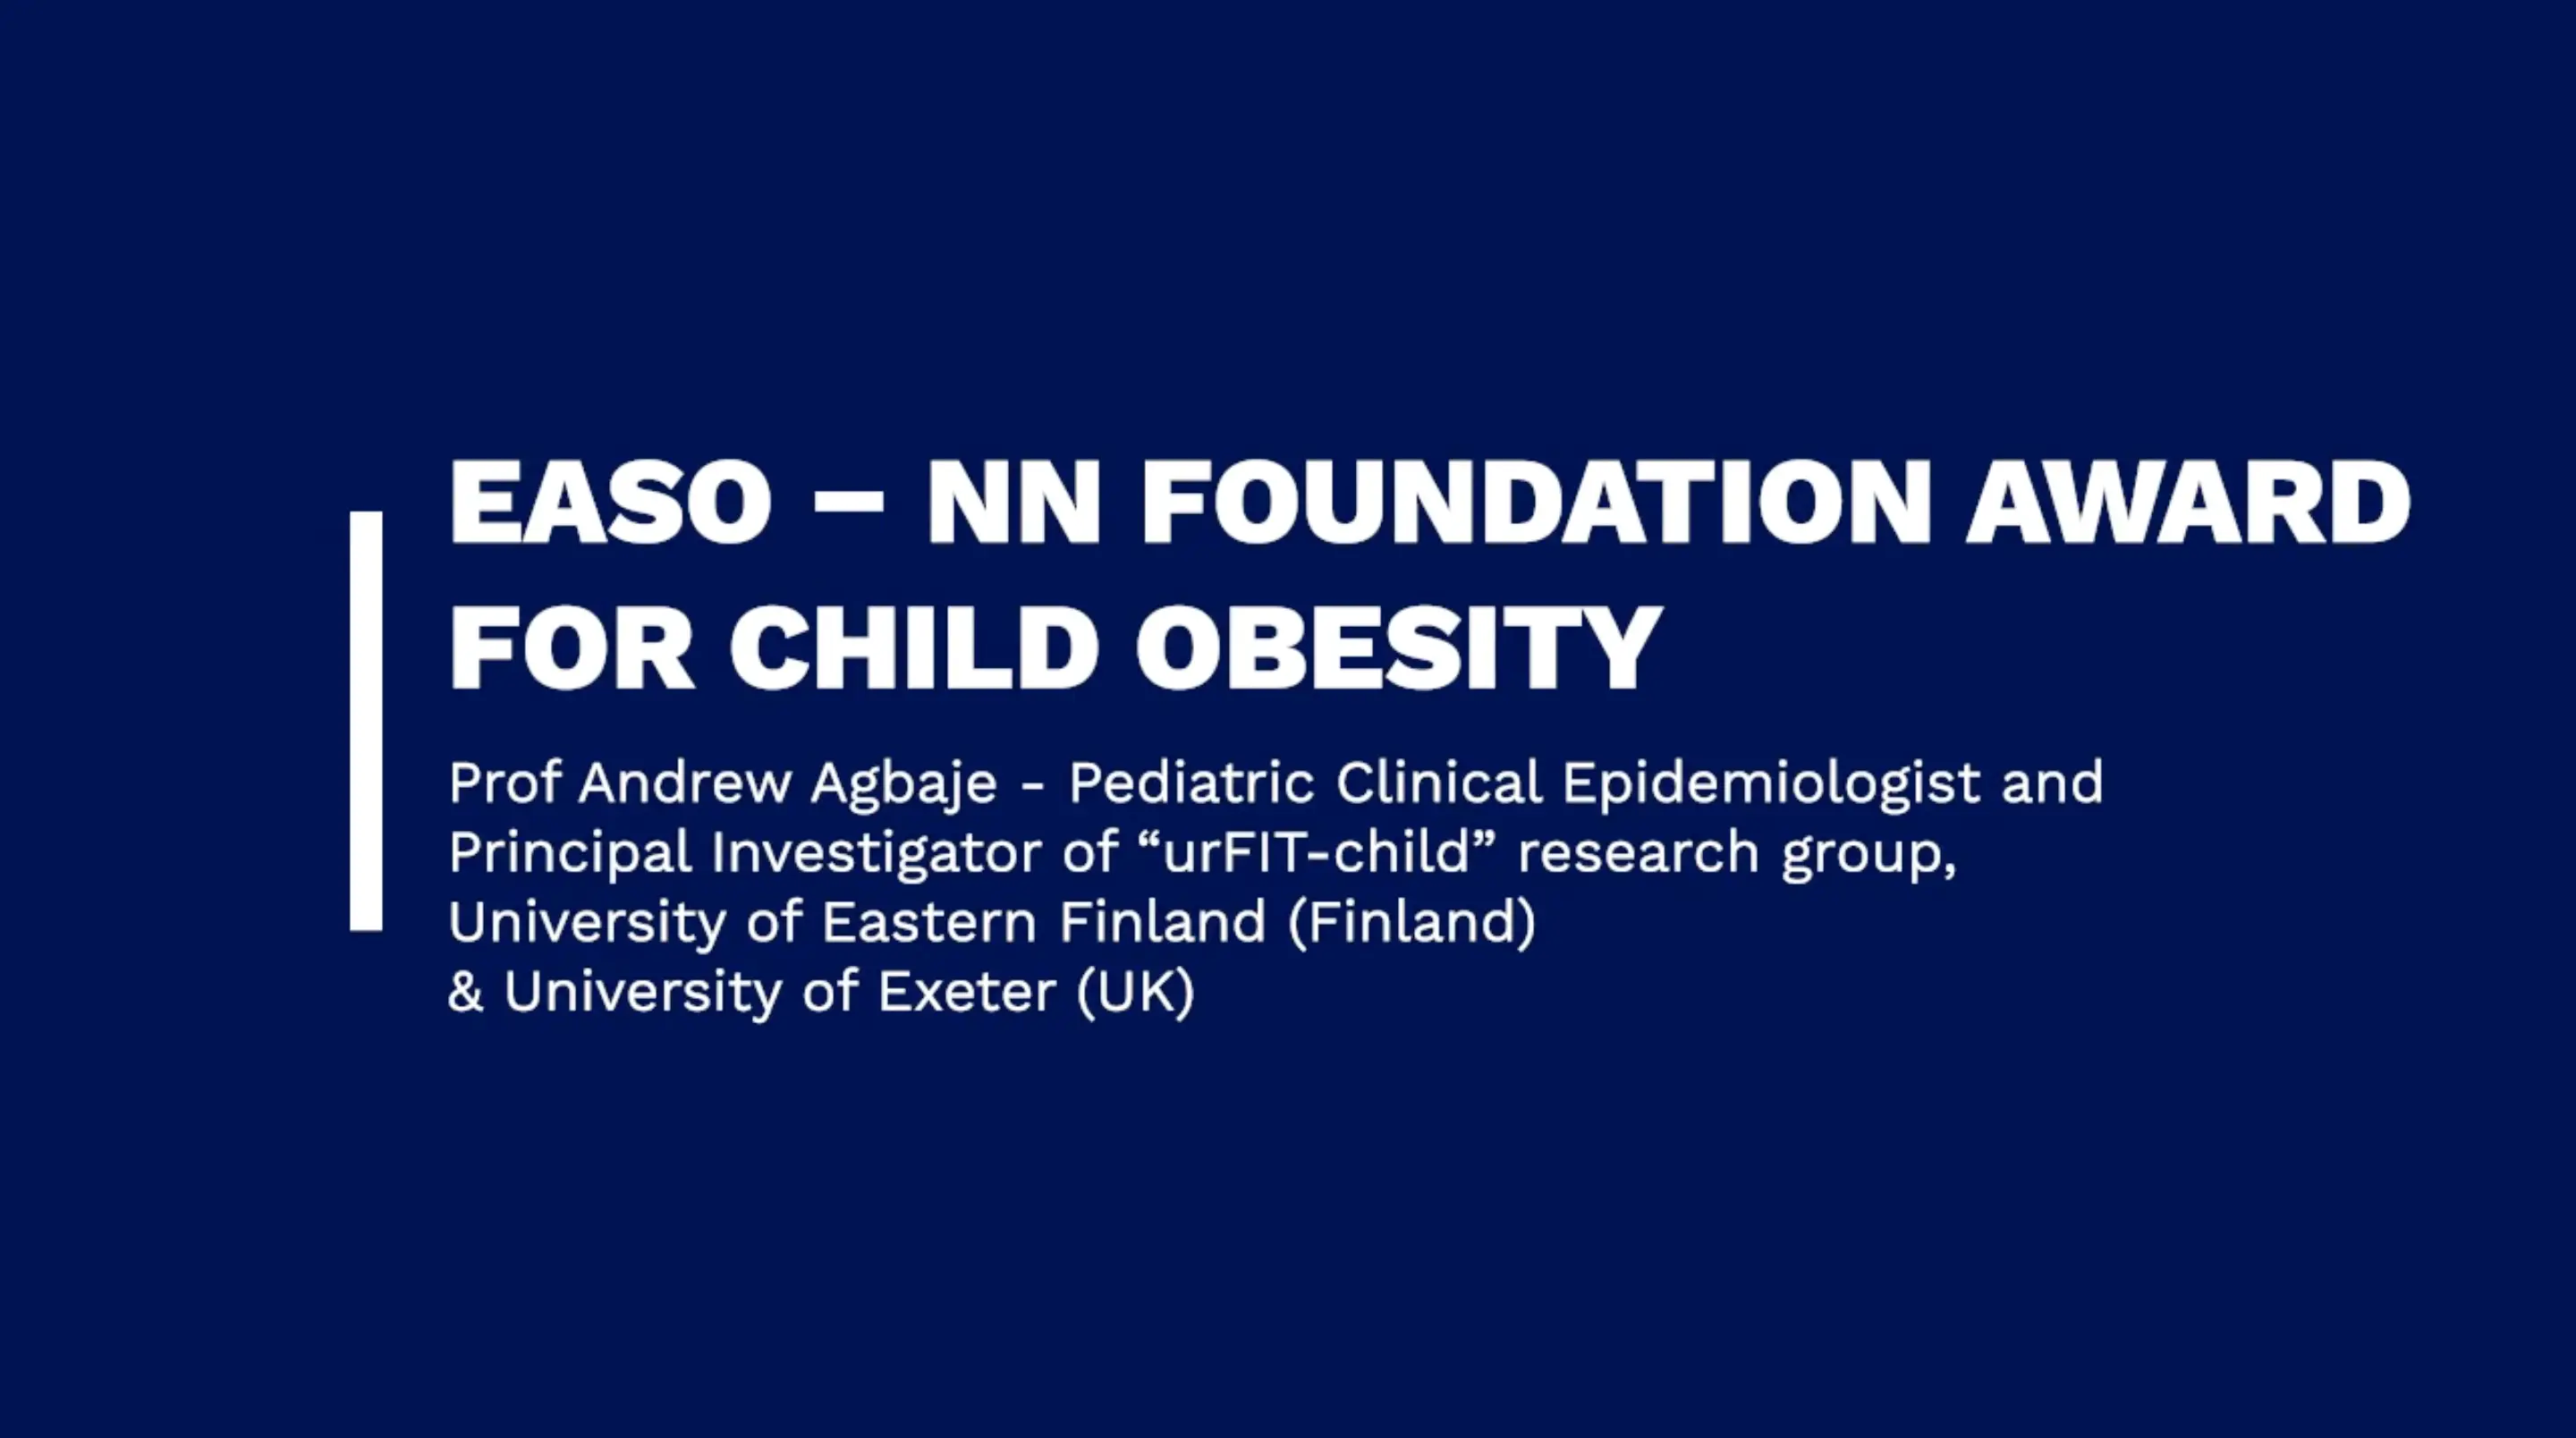 EASO – NN FOUNDATION AWARD
FOR CHILD OBESITY
Prof Andrew Agbaje - Pediatric Clinical Epidemiologist and
Principal Investigator of “urFIT-child” research group,
University of Eastern Finland (Finland)
& University of Exeter (UK)